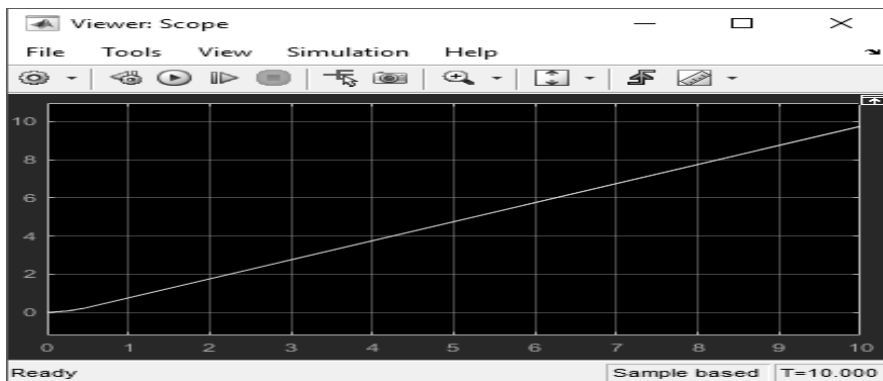 Viewer: Scope
File Tools View Simulation Help
10
8
6
4
2
0
0 1 2 3 4 5 6 7 8 9 10
Ready Sample based T=10.000